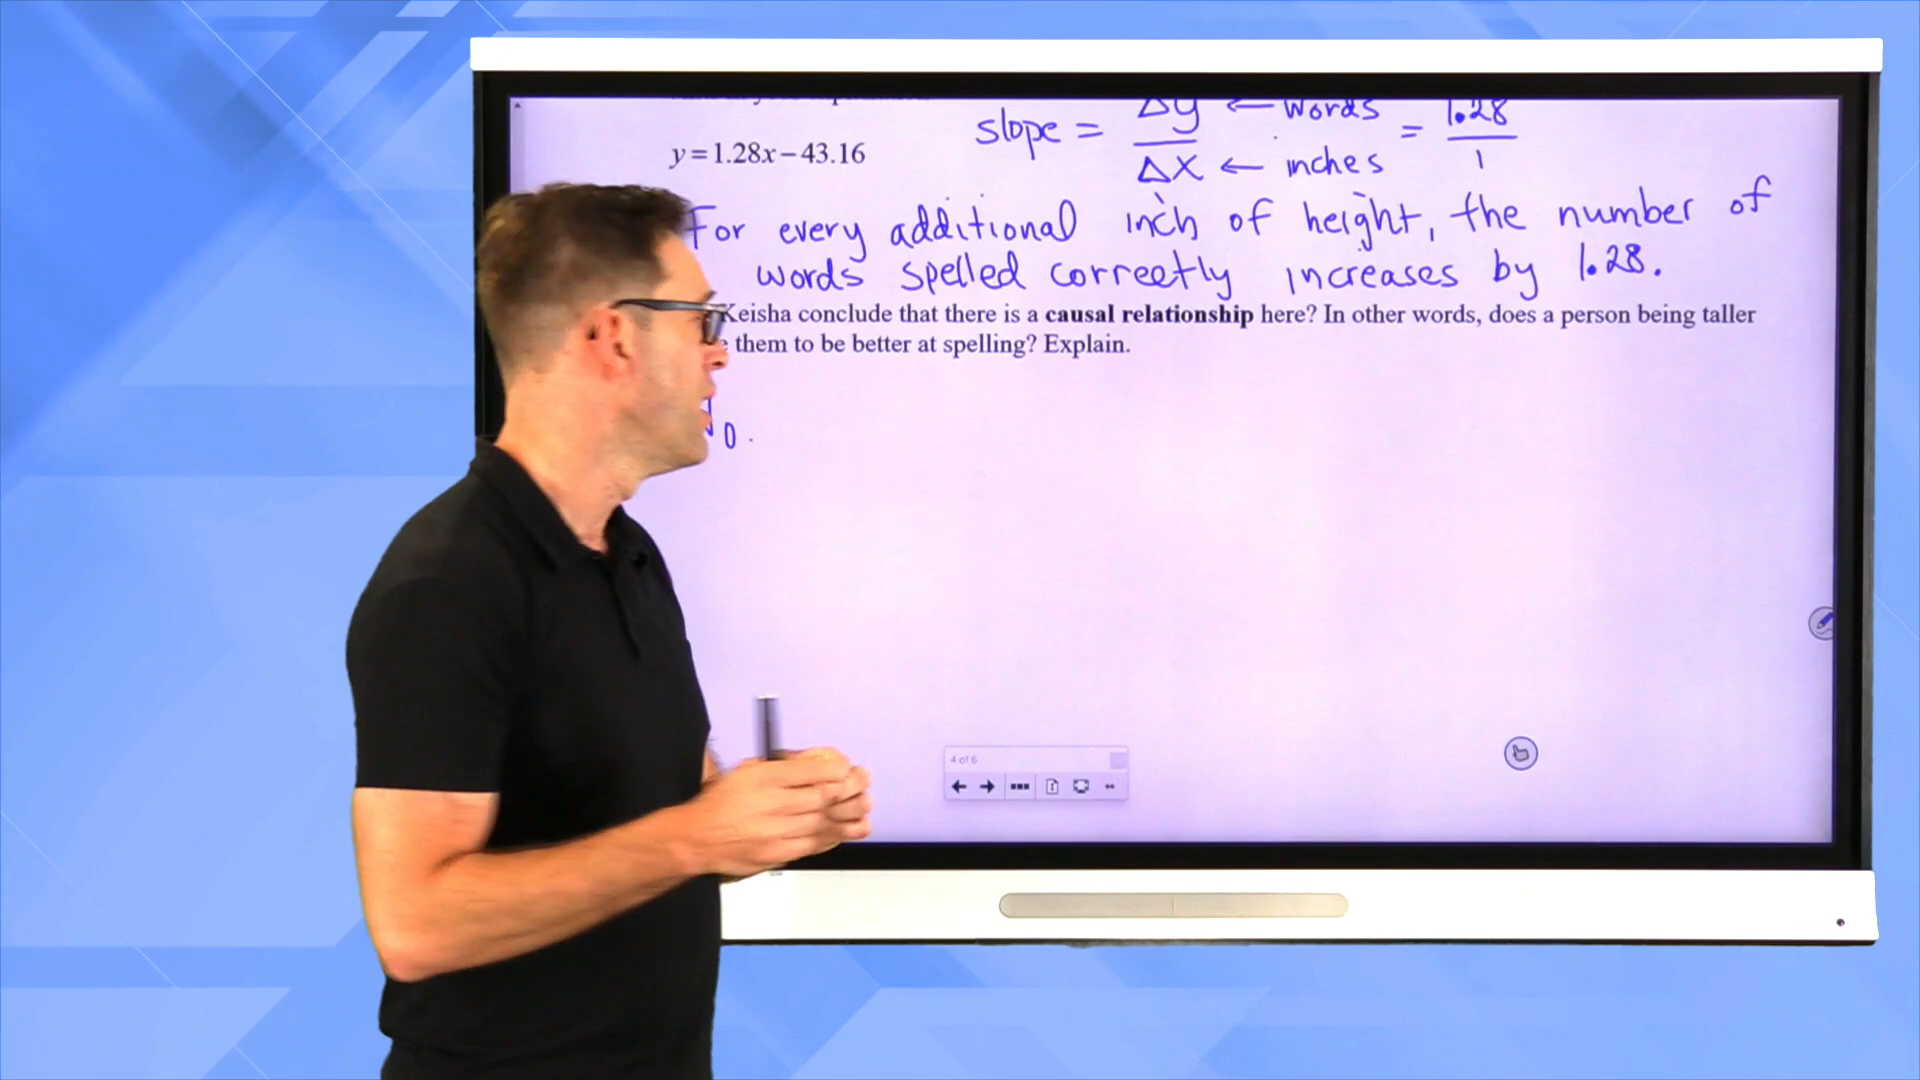 slope = Δy ← words = 1.28
Δx ← inches 1
y = 1.28x – 43.16
For every additional inch of height, the number of
words spelled correctly increases by 1.28.
Keisha conclude that there is a causal relationship here? In other words, does a person being taller
them to be better at spelling? Explain.
No.
4 of 6